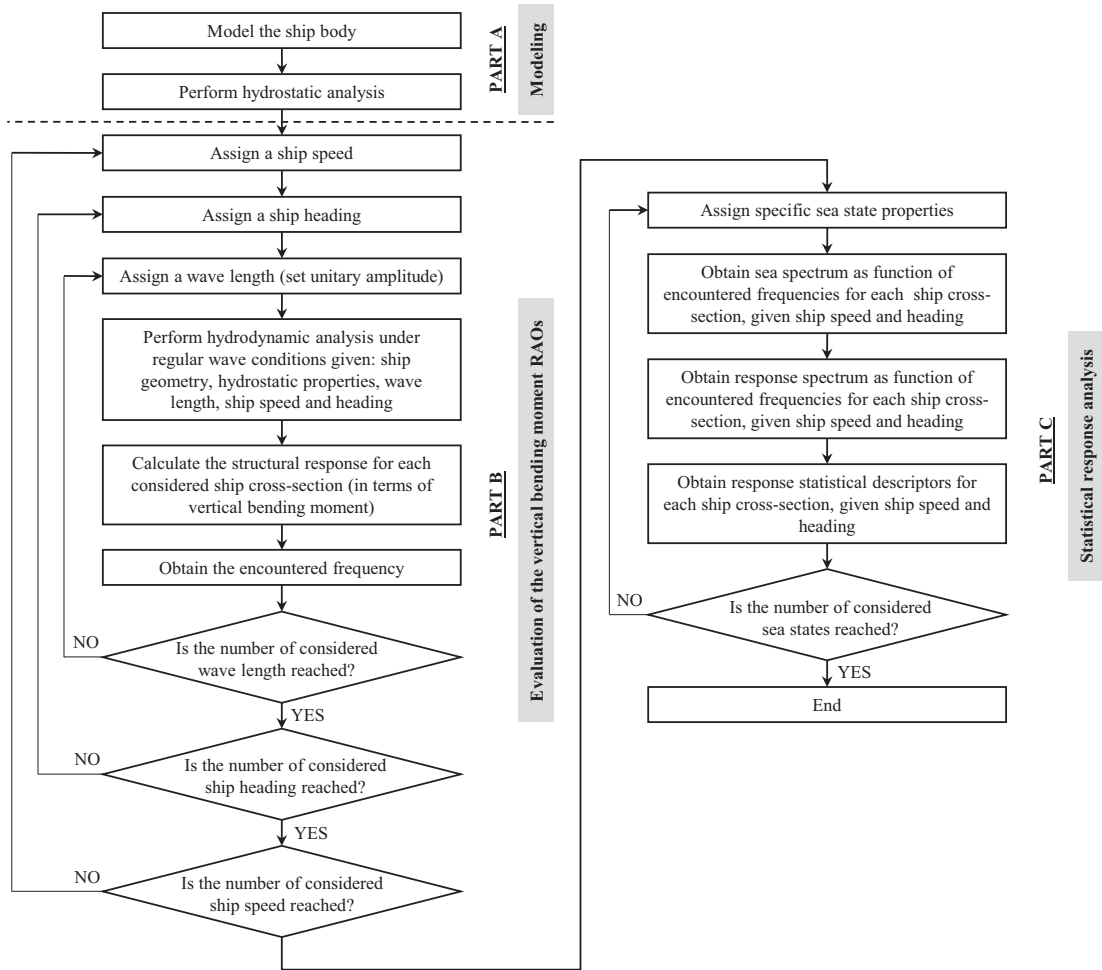 Model the ship body
Perform hydrostatic analysis
PART A
Modeling
Assign a ship speed
Assign a ship heading
Assign a wave length (set unitary amplitude)
Perform hydrodynamic analysis under
regular wave conditions given: ship
geometry, hydrostatic properties, wave
length, ship speed and heading
Calculate the structural response for each
considered ship cross-section (in terms of
vertical bending moment)
Obtain the encountered frequency
Is the number of considered
wave length reached?
NO
YES
Is the number of considered
ship heading reached?
NO
YES
Is the number of considered
ship speed reached?
NO
PART B
Evaluation of the vertical bending moment RAOs
Assign specific sea state properties
Obtain sea spectrum as function of
encountered frequencies for each ship cross-
section, given ship speed and heading
Obtain response spectrum as function of
encountered frequencies for each ship cross-
section, given ship speed and heading
Obtain response statistical descriptors for
each ship cross-section, given ship speed and
heading
Is the number of considered
sea states reached?
NO
YES
End
PART C
Statistical response analysis